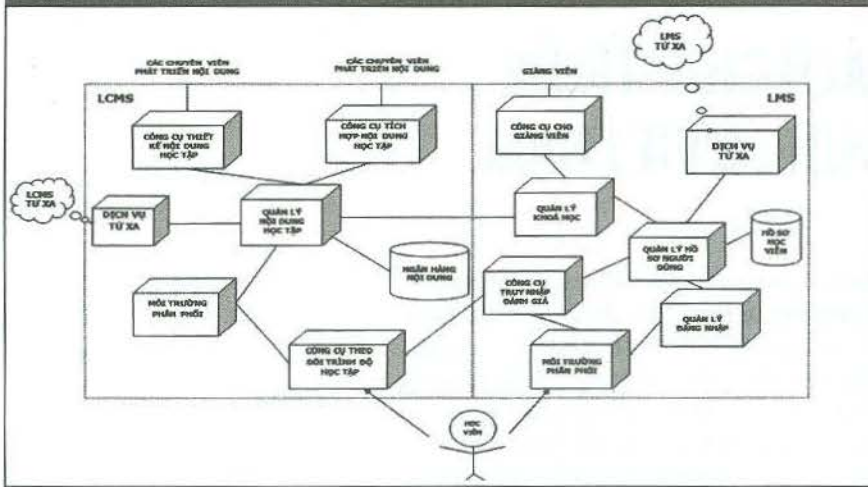 CÁC CHUYÊN VIÊN
PHÁT TRIỂN NỘI DUNG
CÁC CHUYÊN VIÊN
PHÁT TRIỂN NỘI DUNG
GIẢNG VIÊN
LMS
TỪ XA
LCMS
LMS
CÔNG CỤ THIẾT
KẾ NỘI DUNG
HỌC TẬP
CÔNG CỤ TÍCH
HỢP NỘI DUNG
HỌC TẬP
CÔNG CỤ CHO
GIẢNG VIÊN
DỊCH VỤ
TỪ XA
LCMS
TỪ XA
DỊCH VỤ
TỪ XA
QUẢN LÝ
NỘI DUNG
HỌC TẬP
QUẢN LÝ
KHOÁ HỌC
QUẢN LÝ HỒ
SƠ NGƯỜI
DÙNG
HỒ SƠ
HỌC
VIÊN
NGÂN HÀNG
NỘI DUNG
CÔNG CỤ
TRUY NHẬP
ĐÁNH GIÁ
MÔI TRƯỜNG
PHÂN PHỐI
QUẢN LÝ
ĐĂNG NHẬP
CÔNG CỤ THEO
DÕI TRÌNH ĐỘ
HỌC TẬP
MÔI TRƯỜNG
PHÂN PHỐI
HỌC
VIÊN